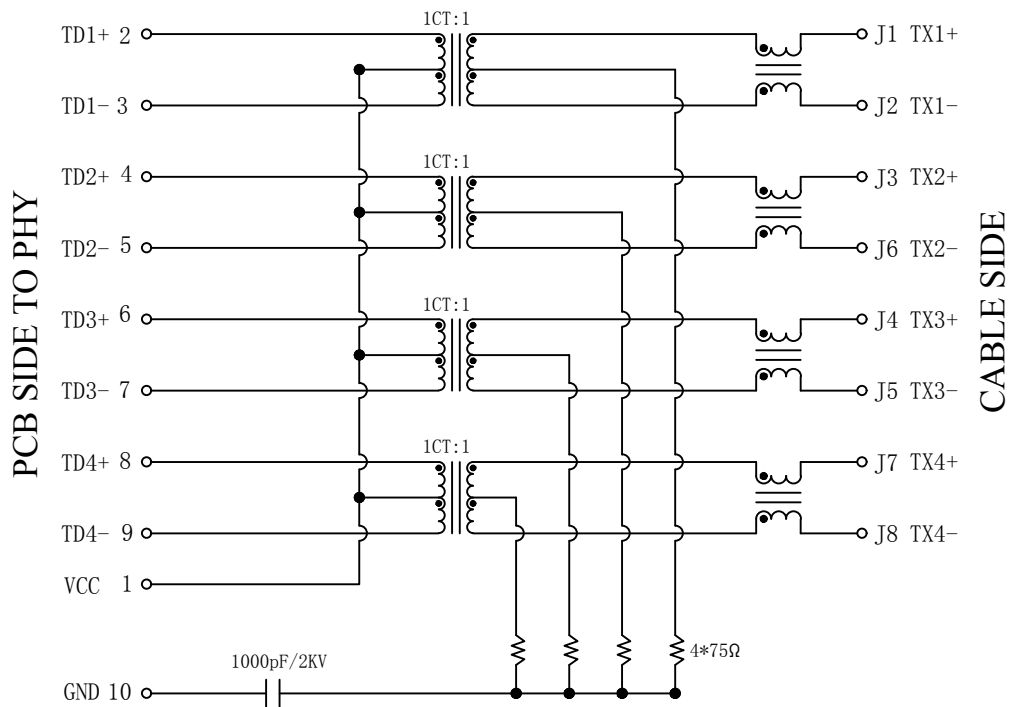 1CT:1
TD1+ 2
J1 TX1+
TD1- 3
J2 TX1-
1CT:1
TD2+ 4
J3 TX2+
TD2- 5
J6 TX2-
PCB SIDE TO PHY
CABLE SIDE
1CT:1
TD3+ 6
J4 TX3+
TD3- 7
J5 TX3-
1CT:1
TD4+ 8
J7 TX4+
TD4- 9
J8 TX4-
VCC 1
4*75Ω
1000pF/2KV
GND 10